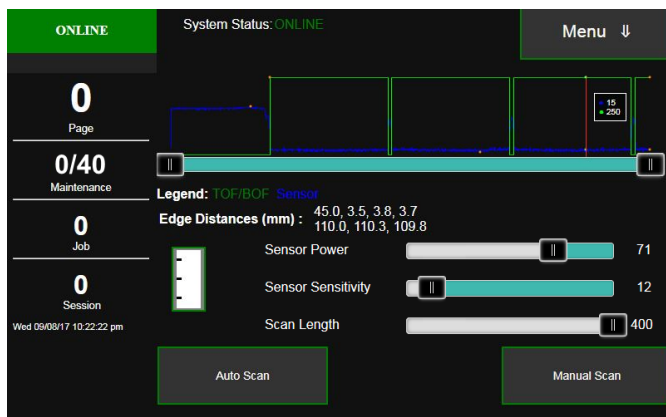 ONLINE
System Status: ONLINE
Menu ⇓
0
Page
0/40
Maintenance
0
Job
0
Session
Wed 09/08/17 10:22:22 pm
15
250
Legend: TOF/BOF Sensor
Edge Distances (mm) : 45.0, 3.5, 3.8, 3.7
110.0, 110.3, 109.8
Sensor Power 71
Sensor Sensitivity 12
Scan Length 400
Auto Scan
Manual Scan